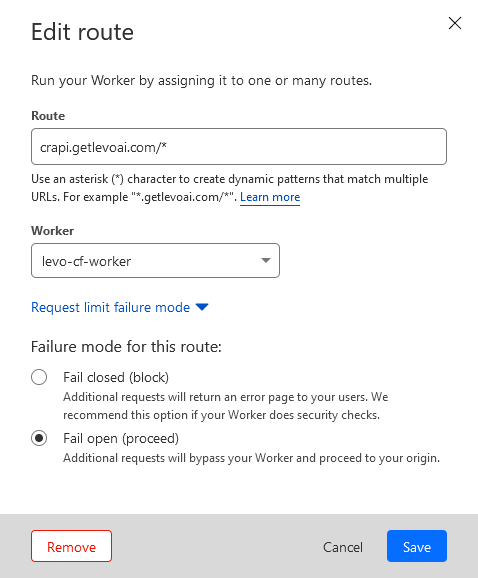 Edit route
Run your Worker by assigning it to one or many routes.
Route
crapi.getlevoai.com/*
Use an asterisk (*) character to create dynamic patterns that match multiple
URLs. For example "*.getlevoai.com/*". Learn more
Worker
levo-cf-worker
Request limit failure mode
Failure mode for this route:
Fail closed (block)
Additional requests will return an error page to your users. We
recommend this option if your Worker does security checks.
Fail open (proceed)
Additional requests will bypass your Worker and proceed to your origin.
Remove
Cancel
Save